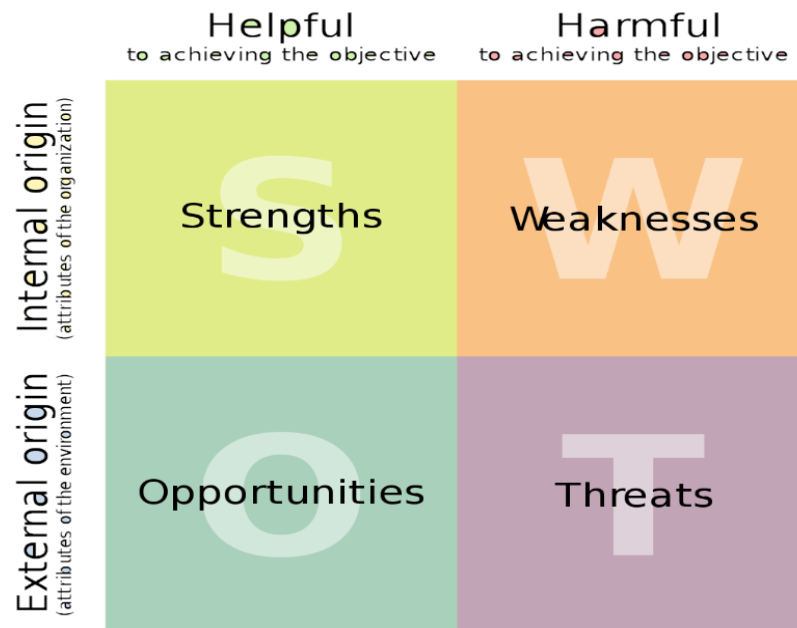 Helpful
to achieving the objective
Harmful
to achieving the objective
Internal origin
(attributes of the organization)
S
Strengths
W
Weaknesses
External origin
(attributes of the environment)
O
Opportunities
T
Threats